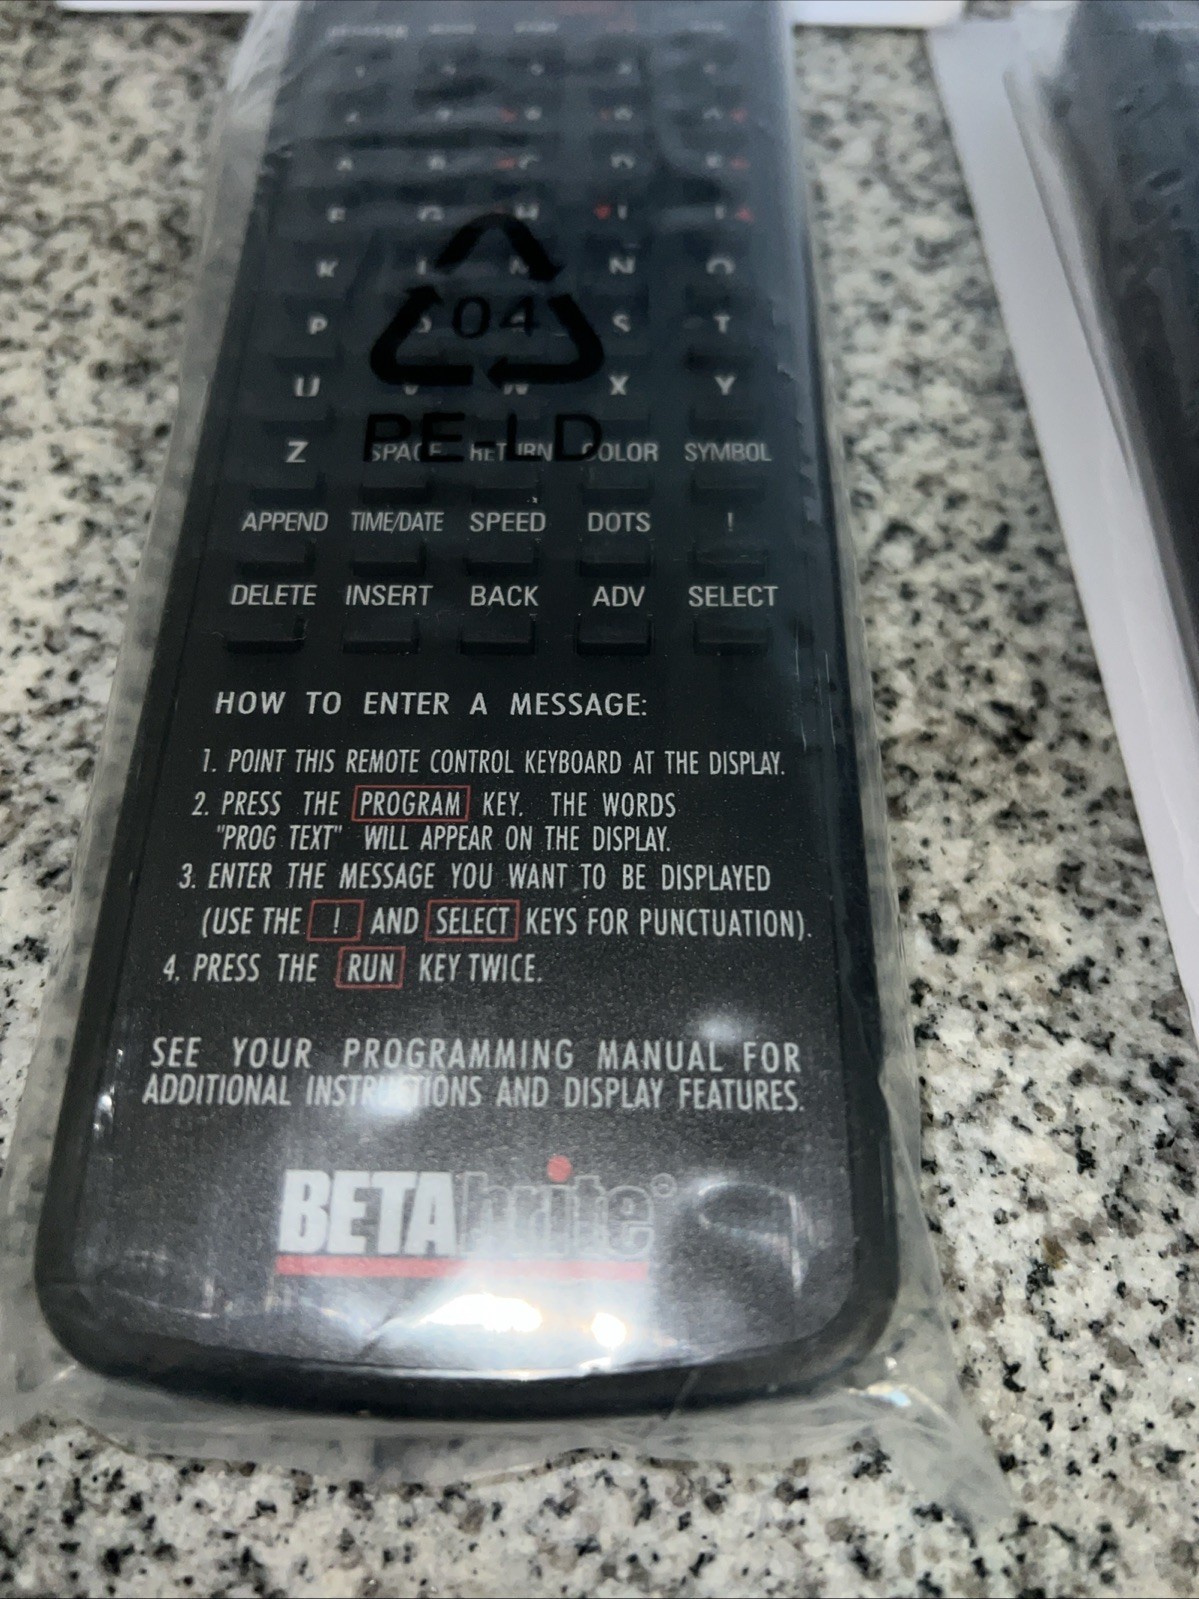 K L M N O
P S T
U V W X Y
04
Z SPACE RETURN COLOR SYMBOL
PE-LD
APPEND TIME/DATE SPEED DOTS !
DELETE INSERT BACK ADV SELECT
HOW TO ENTER A MESSAGE:
1. POINT THIS REMOTE CONTROL KEYBOARD AT THE DISPLAY.
2. PRESS THE PROGRAM KEY. THE WORDS
"PROG TEXT" WILL APPEAR ON THE DISPLAY.
3. ENTER THE MESSAGE YOU WANT TO BE DISPLAYED
(USE THE ! AND SELECT KEYS FOR PUNCTUATION).
4. PRESS THE RUN KEY TWICE.
SEE YOUR PROGRAMMING MANUAL FOR
ADDITIONAL INSTRUCTIONS AND DISPLAY FEATURES.
BETAbrite®